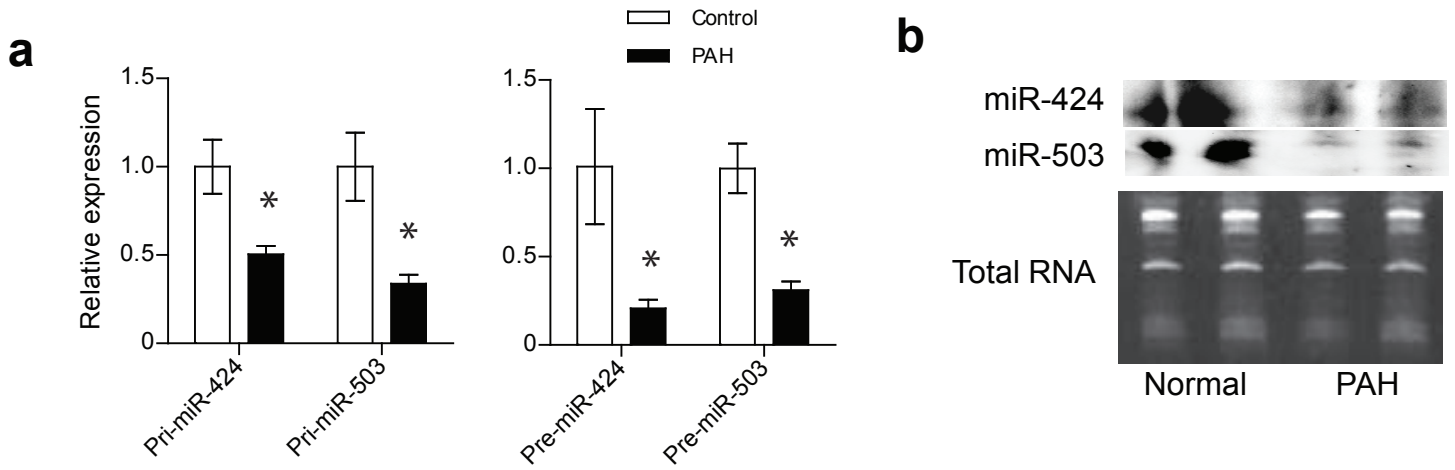 a
Control
PAH
Relative expression
1.5
1.0
0.5
0
*
*
Pri-miR-424
Pri-miR-503
1.5
1.0
0.5
0
*
*
Pre-miR-424
Pre-miR-503
b
miR-424
miR-503
Total RNA
Normal PAH